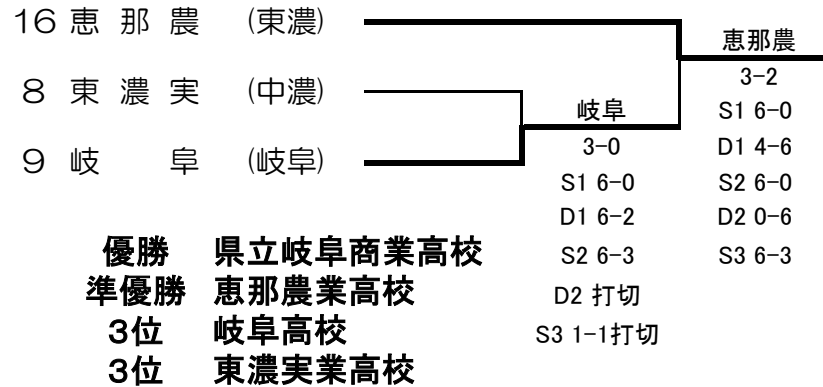 16 恵 那 農 (東濃)
8 東 濃 実 (中濃)
9 岐 阜 (岐阜)
岐阜
3-0
S1 6-0
D1 6-2
S2 6-3
D2 打切
S3 1-1打切
恵那農
3-2
S1 6-0
D1 4-6
S2 6-0
D2 0-6
S3 6-3
優勝 県立岐阜商業高校
準優勝 恵那農業高校
3位 岐阜高校
3位 東濃実業高校